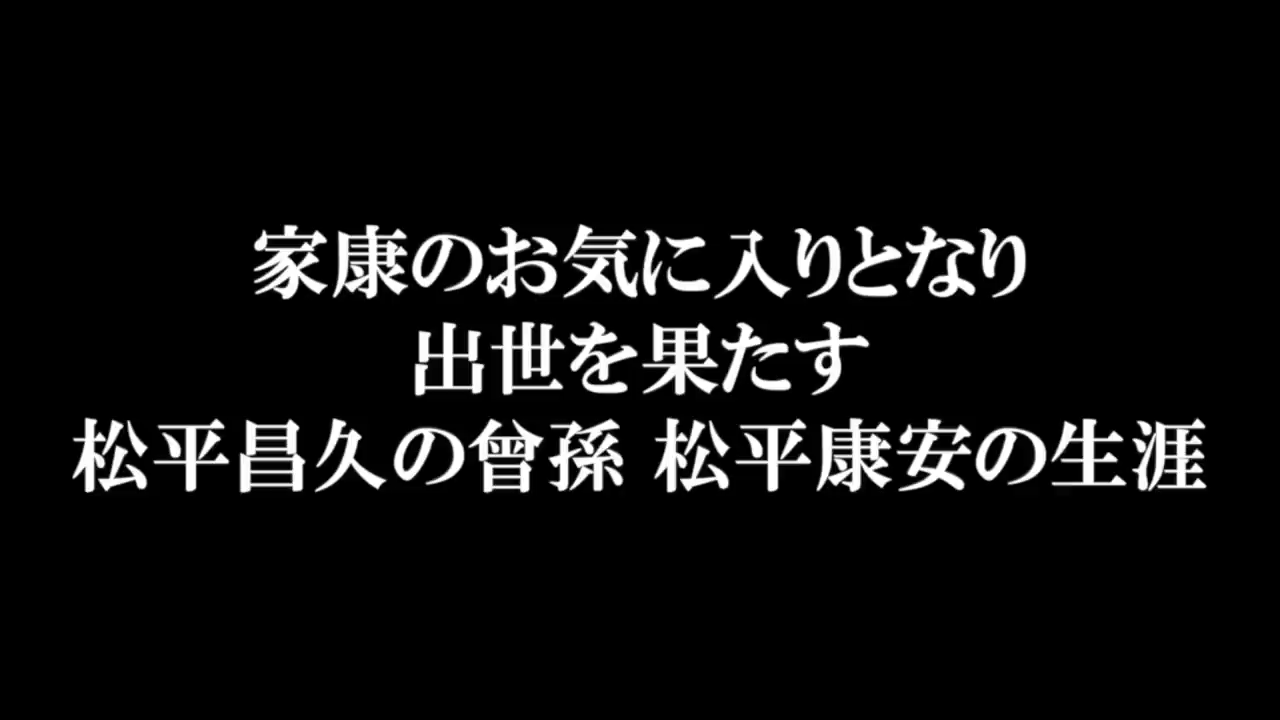 家康のお気に入りとなり
出世を果たす
松平昌久の曾孫 松平康安の生涯